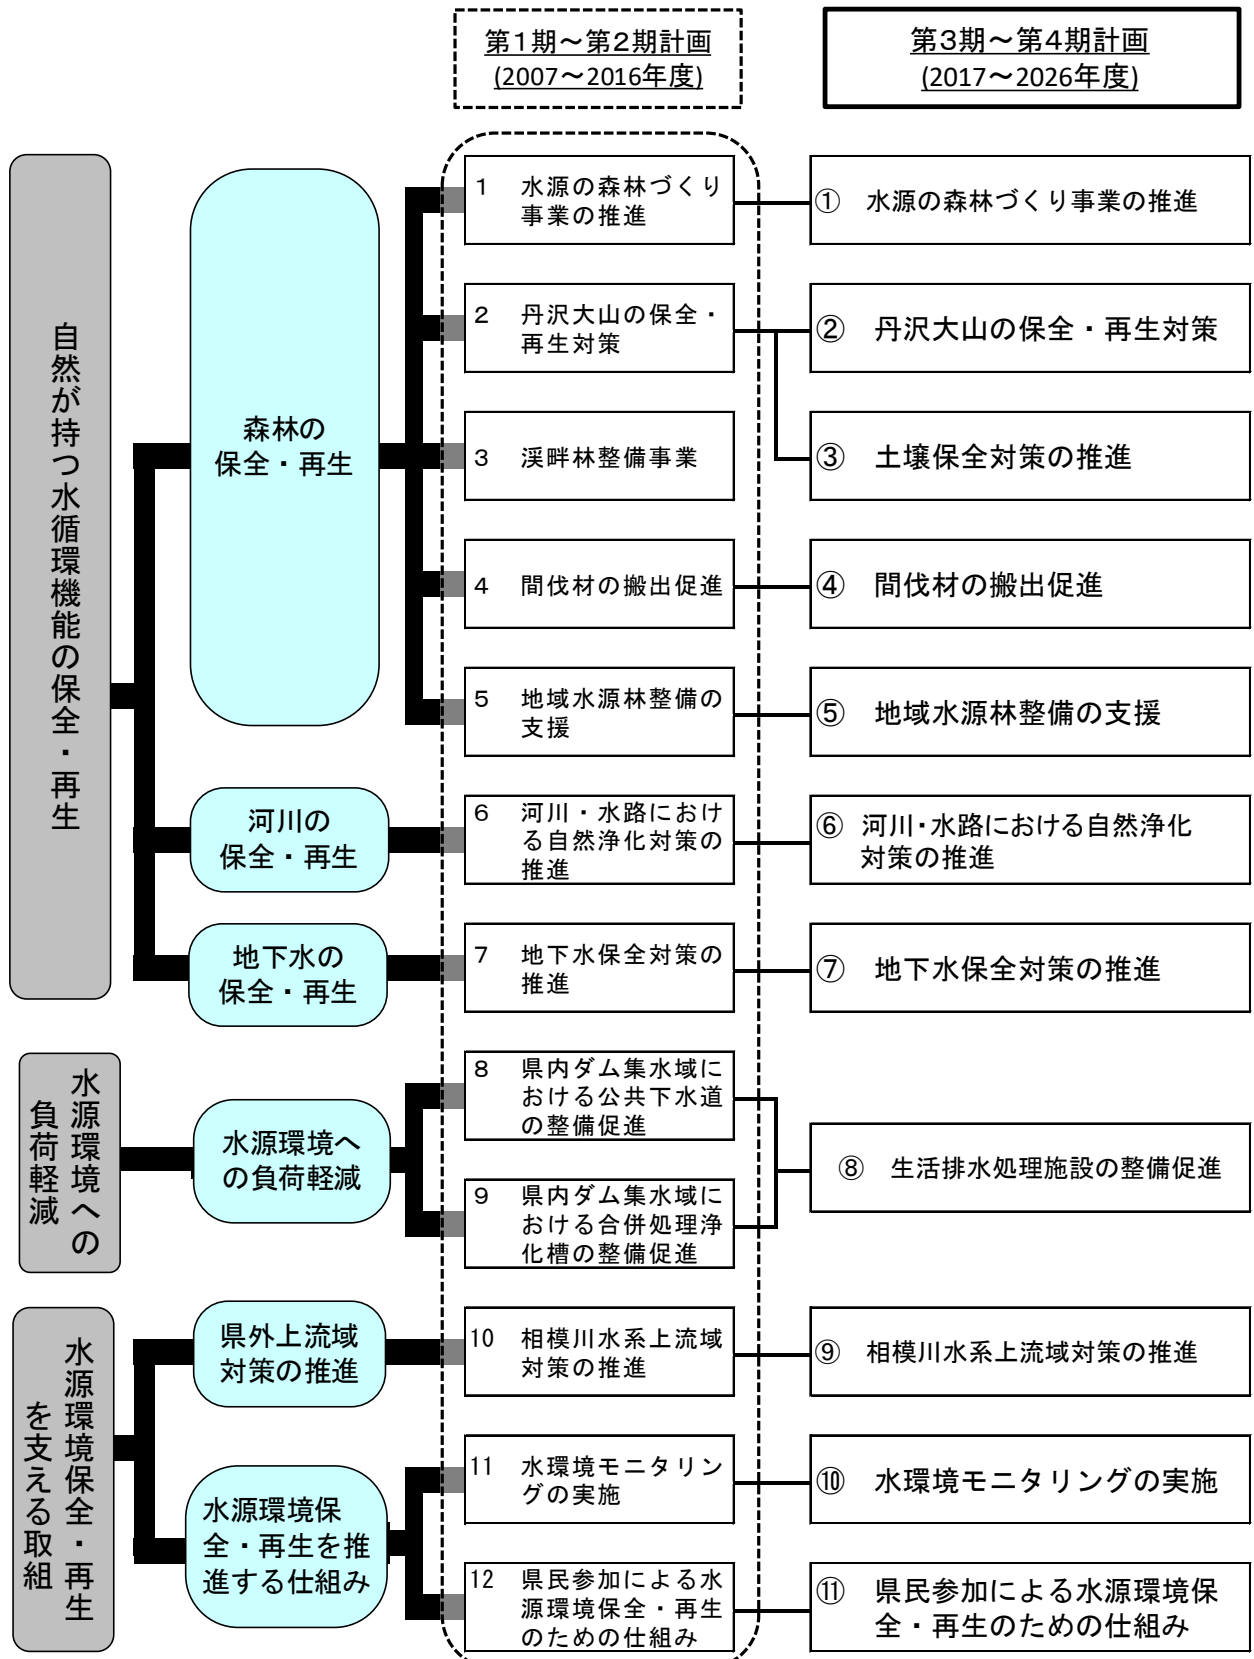 第1期～第2期計画
(2007～2016年度)
第3期～第4期計画
(2017～2026年度)
自然が持つ水循環機能の保全・再生
森林の
保全・再生
1 水源の森林づくり
事業の推進
① 水源の森林づくり事業の推進
2 丹沢大山の保全・
再生対策
② 丹沢大山の保全・再生対策
3 渓畔林整備事業
③ 土壌保全対策の推進
4 間伐材の搬出促進
④ 間伐材の搬出促進
5 地域水源林整備の
支援
⑤ 地域水源林整備の支援
河川の
保全・再生
6 河川・水路におけ
る自然浄化対策の
推進
⑥ 河川・水路における自然浄化
対策の推進
地下水の
保全・再生
7 地下水保全対策の
推進
⑦ 地下水保全対策の推進
水源環境への
負荷軽減
水源環境へ
の負荷軽減
8 県内ダム集水域に
おける公共下水道
の整備促進
9 県内ダム集水域に
おける合併処理浄
化槽の整備促進
⑧ 生活排水処理施設の整備促進
水源環境保全・再生
を支える取組
県外上流域
対策の推進
10 相模川水系上流域
対策の推進
⑨ 相模川水系上流域対策の推進
水源環境保
全・再生を推
進する仕組み
11 水環境モニタリン
グの実施
⑩ 水環境モニタリングの実施
12 県民参加による水
源環境保全・再生
のための仕組み
⑪ 県民参加による水源環境保
全・再生のための仕組み